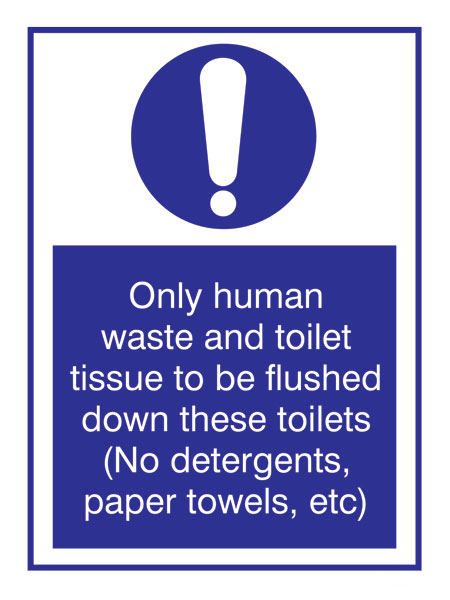 Only human
waste and toilet
tissue to be flushed
down these toilets
(No detergents,
paper towels, etc)